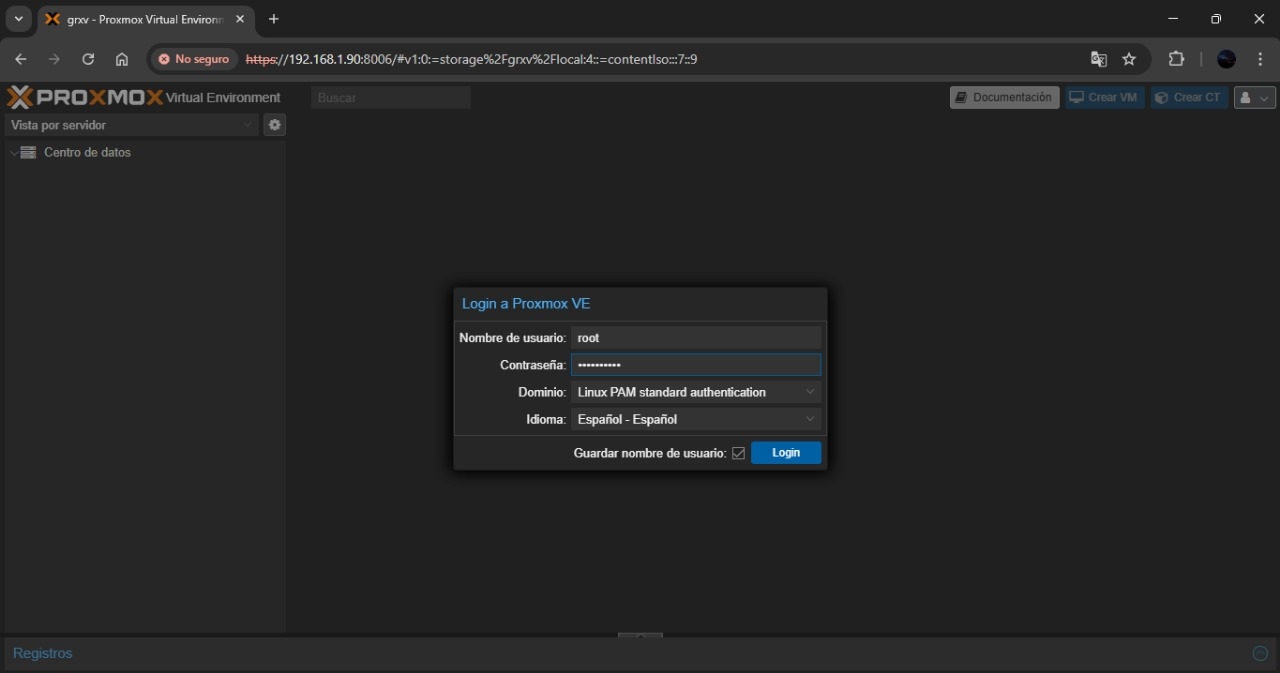 grxv - Proxmox Virtual Environ
No seguro
https://192.168.1.90:8006/#v1:0:=storage%2Fgrxv%2Flocal:4::=contentIso:::7::9
PROXMOX Virtual Environment
Buscar
Documentación
Crear VM
Crear CT
Vista por servidor
Centro de datos
Login a Proxmox VE
Nombre de usuario: root
Contraseña: ••••••••••
Dominio: Linux PAM standard authentication
Idioma: Español - Español
Guardar nombre de usuario:
Login
Registros